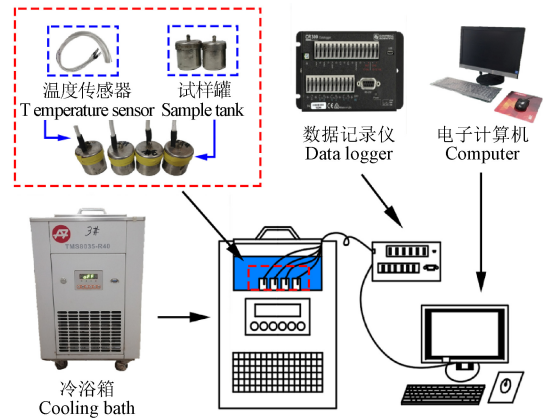 温度传感器
T emperature sensor
试样罐
Sample tank
数据记录仪
Data logger
电子计算机
Computer
3#
冷浴箱
Cooling bath